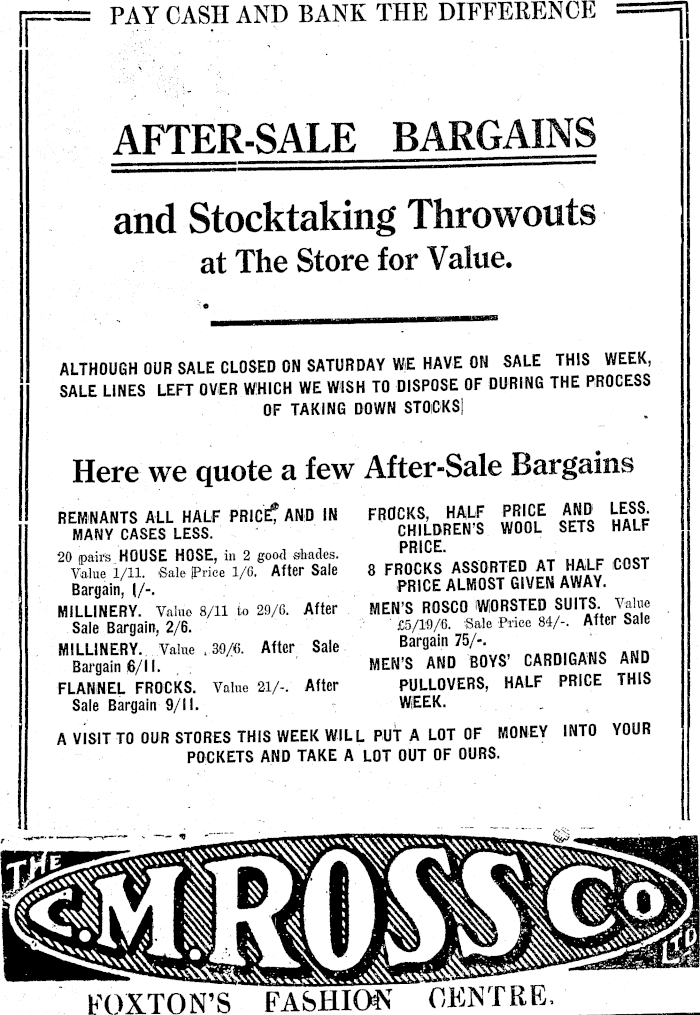 PAY CASH AND BANK THE DIFFERENCE
AFTER-SALE BARGAINS
and Stocktaking Throwouts
at The Store for Value.
ALTHOUGH OUR SALE CLOSED ON SATURDAY WE HAVE ON SALE THIS WEEK,
SALE LINES LEFT OVER WHICH WE WISH TO DISPOSE OF DURING THE PROCESS
OF TAKING DOWN STOCKS
Here we quote a few After-Sale Bargains
REMNANTS ALL HALF PRICE, AND IN
MANY CASES LESS.
20 pairs HOUSE HOSE, in 2 good shades.
Value 1/11. Sale Price 1/6. After Sale
Bargain, 1/-.
MILLINERY. Value 8/11 to 29/6. After
Sale Bargain, 2/6.
MILLINERY. Value 39/6. After Sale
Bargain 6/11.
FLANNEL FROCKS. Value 21/-. After
Sale Bargain 9/11.
FROCKS, HALF PRICE AND LESS.
CHILDREN'S WOOL SETS HALF
PRICE.
8 FROCKS ASSORTED AT HALF COST
PRICE ALMOST GIVEN AWAY.
MEN'S ROSCO WORSTED SUITS. Value
£5/19/6. Sale Price 84/-. After Sale
Bargain 75/-.
MEN'S AND BOYS' CARDIGANS AND
PULLOVERS, HALF PRICE THIS
WEEK.
A VISIT TO OUR STORES THIS WEEK WILL PUT A LOT OF MONEY INTO YOUR
POCKETS AND TAKE A LOT OUT OF OURS.
THE
C.M. ROSS CO
LTD
FOXTON'S FASHION CENTRE.